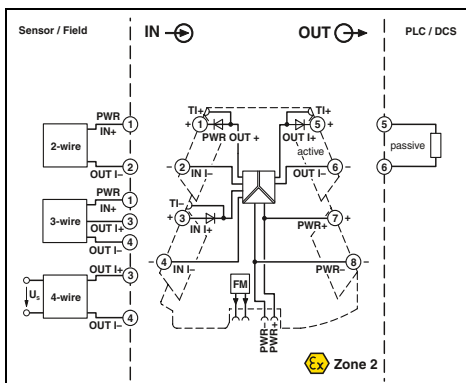 Sensor / Field
IN
OUT
PLC / DCS
PWR
IN+
1
2-wire
OUT I–
2
PWR
IN+
1
3-wire
OUT I+
3
OUT I–
4
OUT I+
3
Us
4-wire
OUT I–
4
TI+
+ 1
PWR OUT +
– 2
IN I–
TI–
+ 3
IN I+
– 4
IN I–
FM
PWR–
PWR+
TI+
5 +
OUT I+
active
6 –
OUT I–
7 +
PWR+
8 –
PWR–
Ex Zone 2
5
passive
6